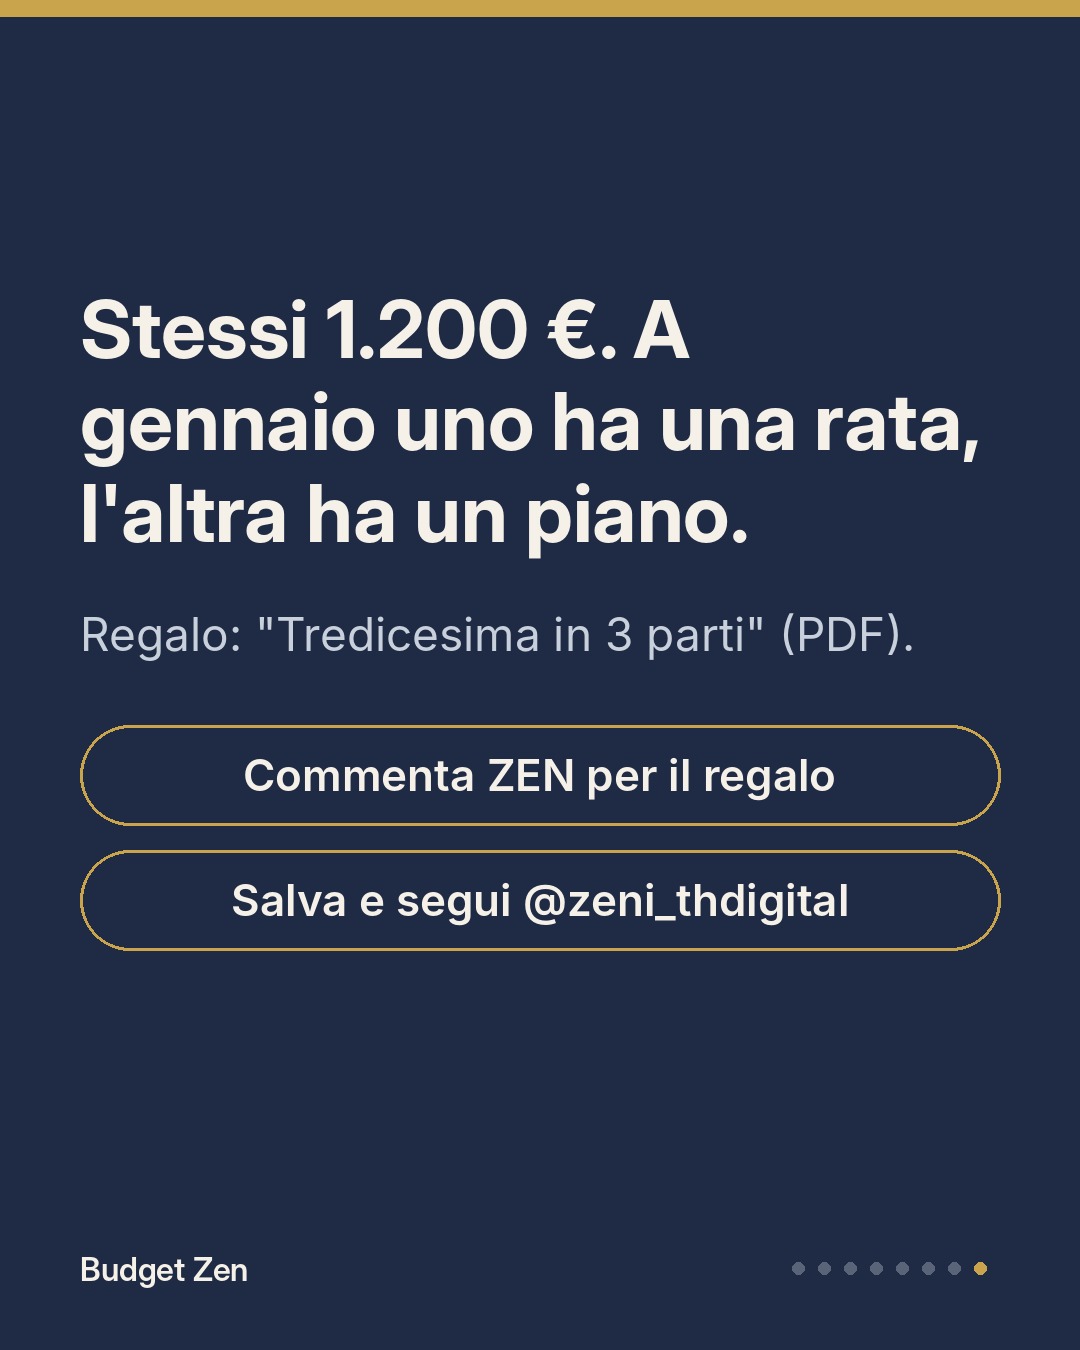 Stessi 1.200 €. A
gennaio uno ha una rata,
l'altra ha un piano.
Regalo: "Tredicesima in 3 parti" (PDF).
Commenta ZEN per il regalo
Salva e segui @zeni_thdigital
Budget Zen